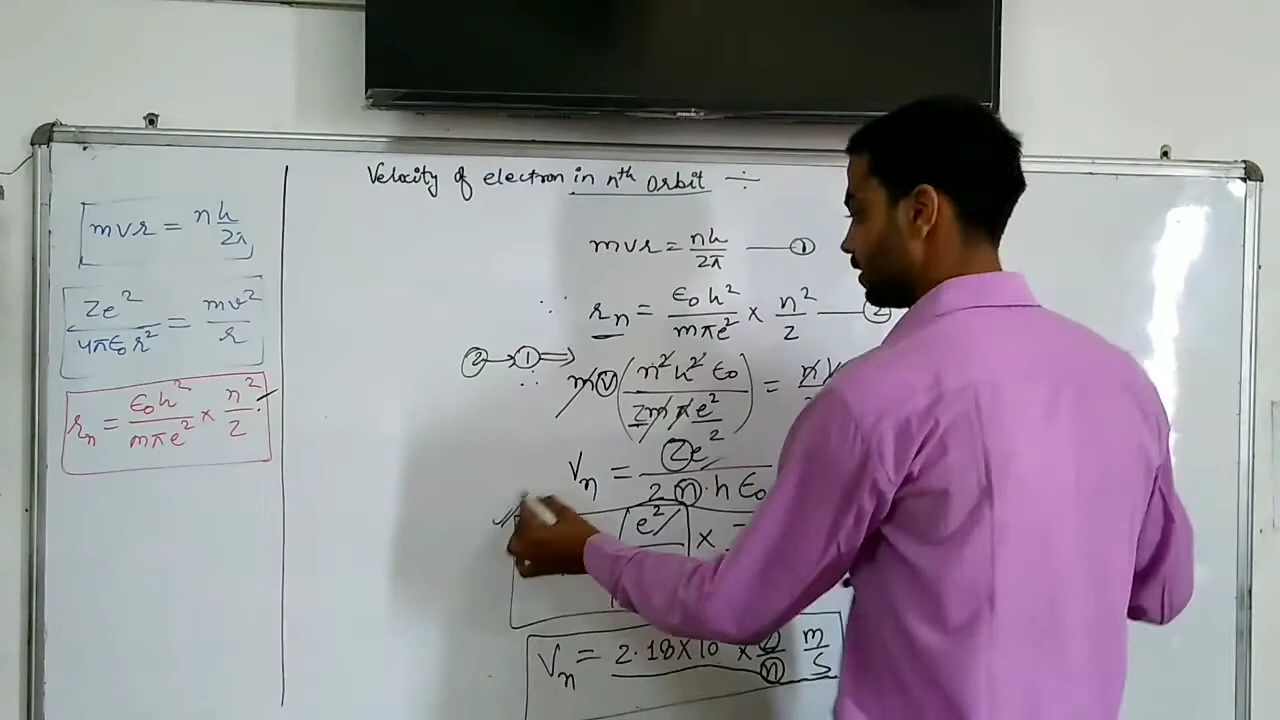 mvr = nh/2π
Ze²/4πϵ₀r² = mv²/r
rₙ = ϵ₀h²/mπe² × n²/2
Velocity of electron in nᵗʰ orbit ÷
mvr = nh/2π —①
∵ rₙ = ϵ₀h²/mπe² × n²/2 —②
② → ① ⇒
∴ mv (n²h²ϵ₀/Zmπe²) =
Vₙ = Ze²/2n·hϵ₀
e² ×
Vₙ = 2.18×10 × Z/n m/s